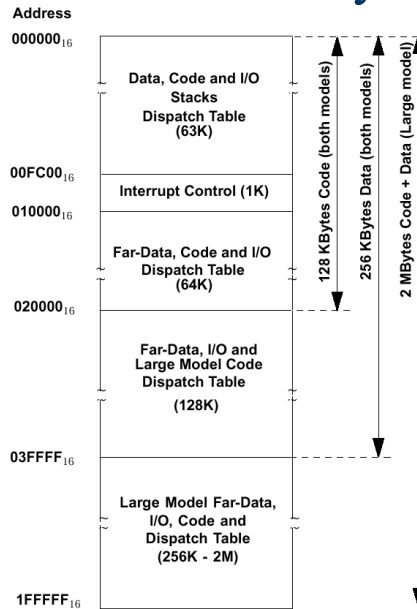 Address
000000₁₆
Data, Code and I/O
Stacks
Dispatch Table
(63K)
00FC00₁₆
Interrupt Control (1K)
010000₁₆
Far-Data, Code and I/O
Dispatch Table
(64K)
020000₁₆
Far-Data, I/O and
Large Model Code
Dispatch Table
(128K)
03FFFF₁₆
Large Model Far-Data,
I/O, Code and
Dispatch Table
(256K - 2M)
1FFFFF₁₆
128 KBytes Code (both models)
256 KBytes Data (both models)
2 MBytes Code + Data (Large model)